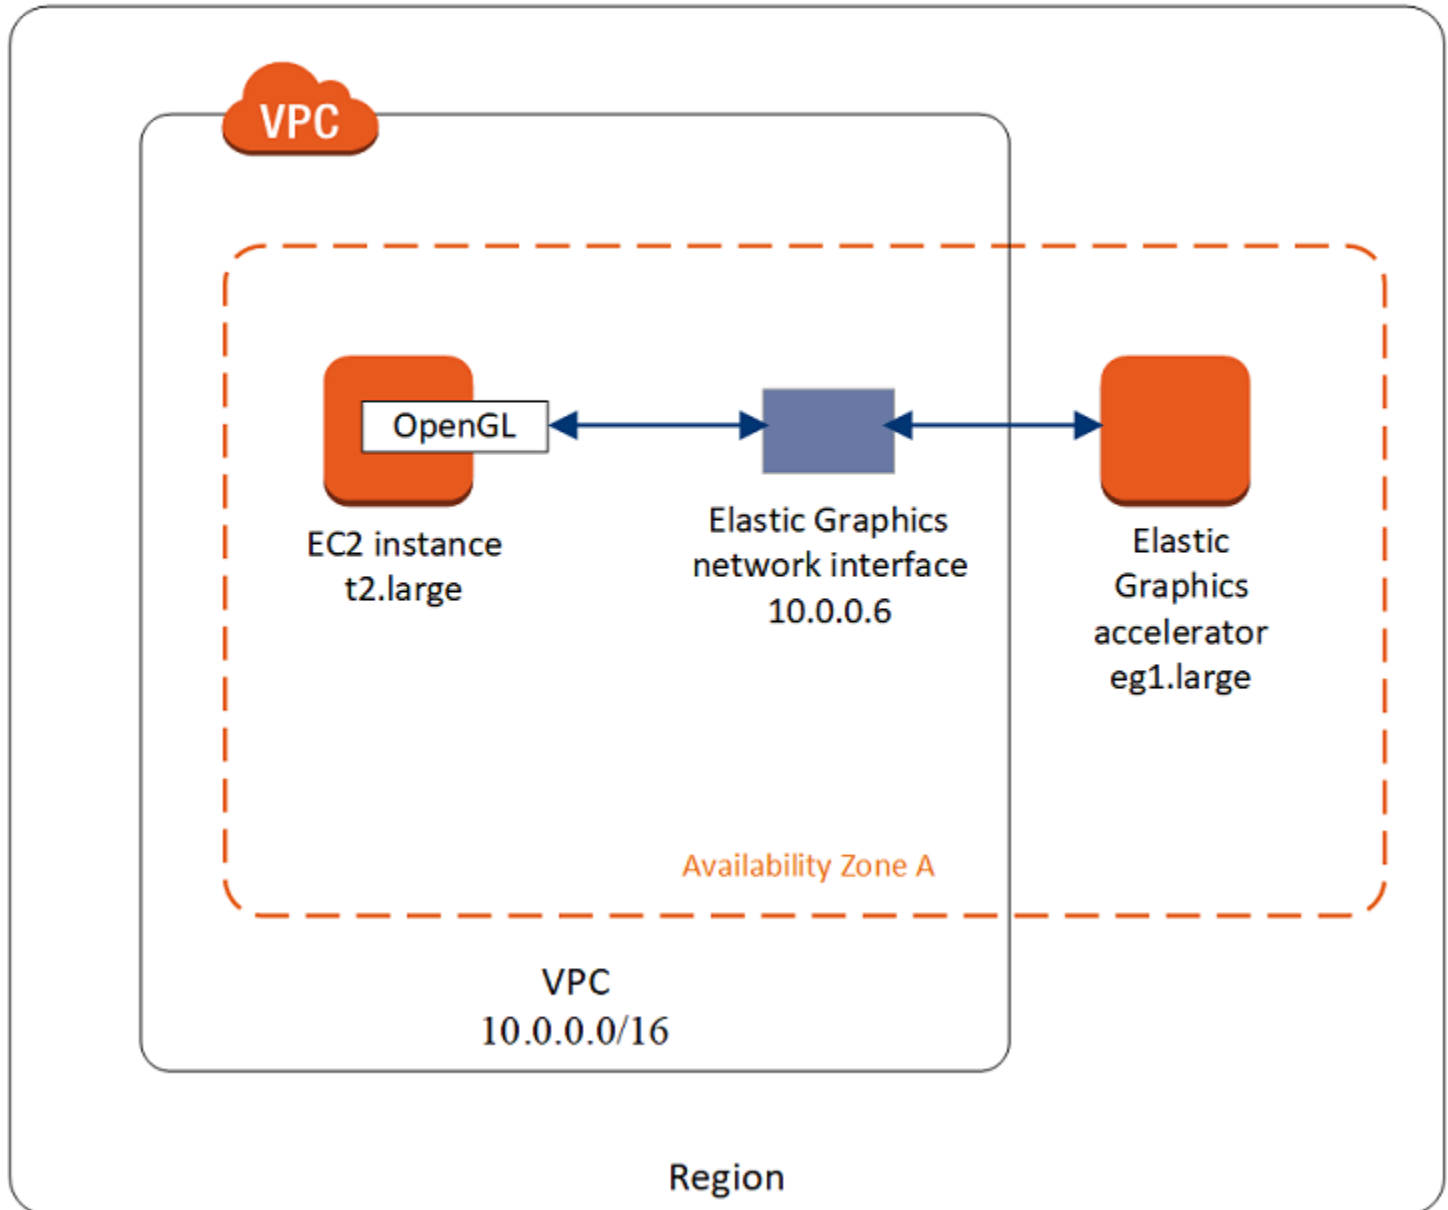 VPC
OpenGL
EC2 instance
t2.large
Elastic Graphics
network interface
10.0.0.6
Elastic
Graphics
accelerator
eg1.large
Availability Zone A
VPC
10.0.0.0/16
Region